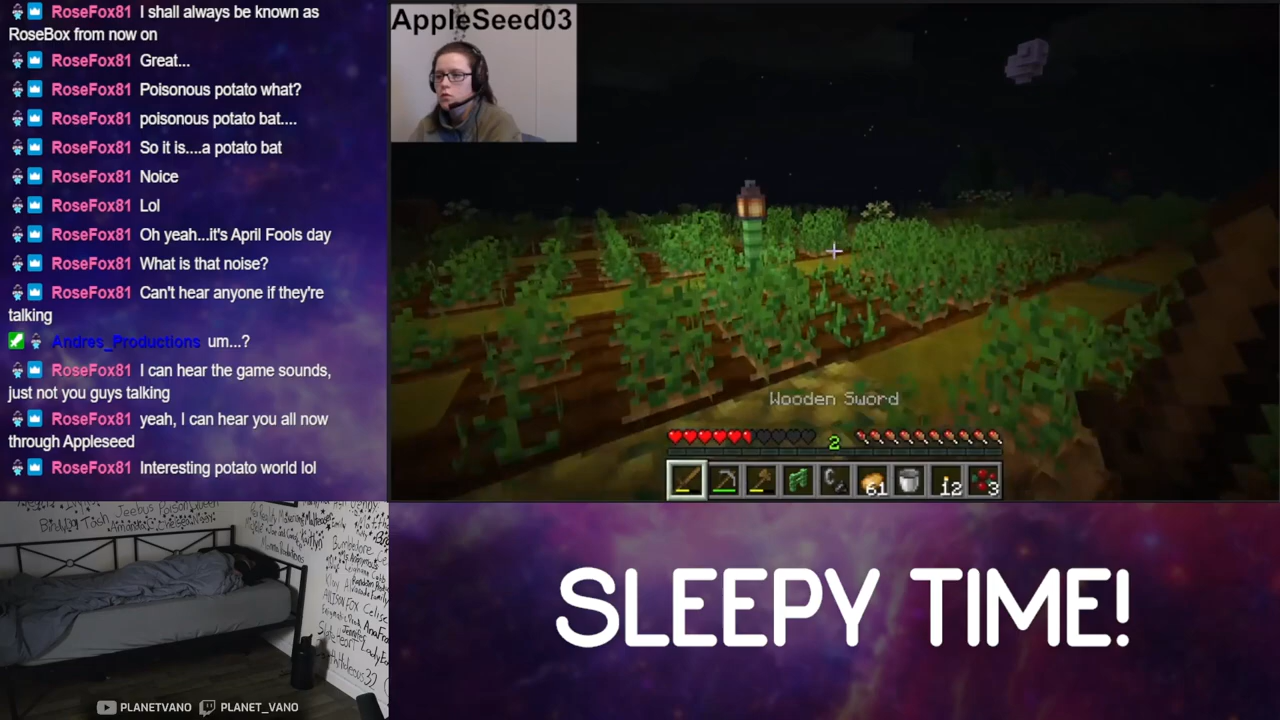 RoseFox81 I shall always be known as
RoseBox from now on
RoseFox81 Great...
RoseFox81 Poisonous potato what?
RoseFox81 poisonous potato bat....
RoseFox81 So it is....a potato bat
RoseFox81 Noice
RoseFox81 Lol
RoseFox81 Oh yeah...it's April Fools day
RoseFox81 What is that noise?
RoseFox81 Can't hear anyone if they're
talking
Andres_Productions um...?
RoseFox81 I can hear the game sounds,
just not you guys talking
RoseFox81 yeah, I can hear you all now
through Appleseed
RoseFox81 Interesting potato world lol
AppleSeed03
Wooden Sword
2
61 12 3
Jeebus
Bumbelore
ALLISON FOX
PLANETVANO PLANET_VANO
SLEEPY TIME!